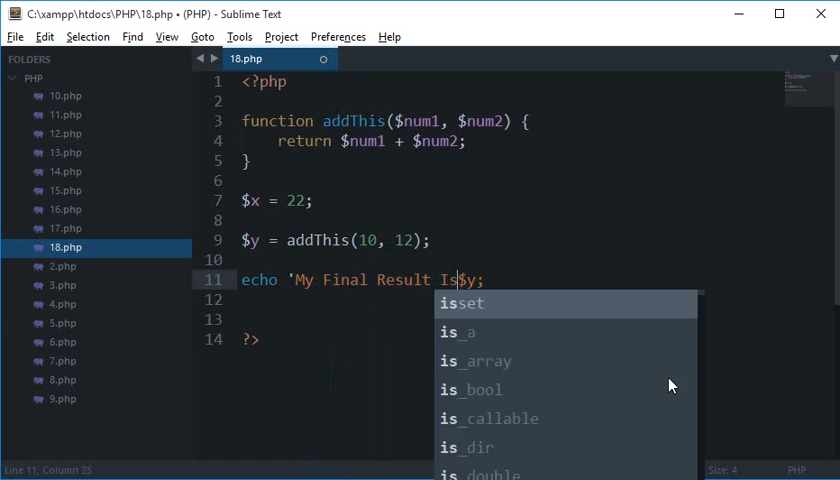 C:\xampp\htdocs\PHP\18.php • (PHP) - Sublime Text
File Edit Selection Find View Goto Tools Project Preferences Help
FOLDERS
PHP
10.php
11.php
12.php
13.php
14.php
15.php
16.php
17.php
18.php
2.php
3.php
4.php
5.php
6.php
7.php
8.php
9.php
18.php
1 <?php
2
3 function addThis($num1, $num2) {
4 return $num1 + $num2;
5 }
6
7 $x = 22;
8
9 $y = addThis(10, 12);
10
11 echo 'My Final Result Is$y;
12
13
14 ?>
isset
is_a
is_array
is_bool
is_callable
is_dir
is_double
Line 11, Column 25
Size: 4 PHP